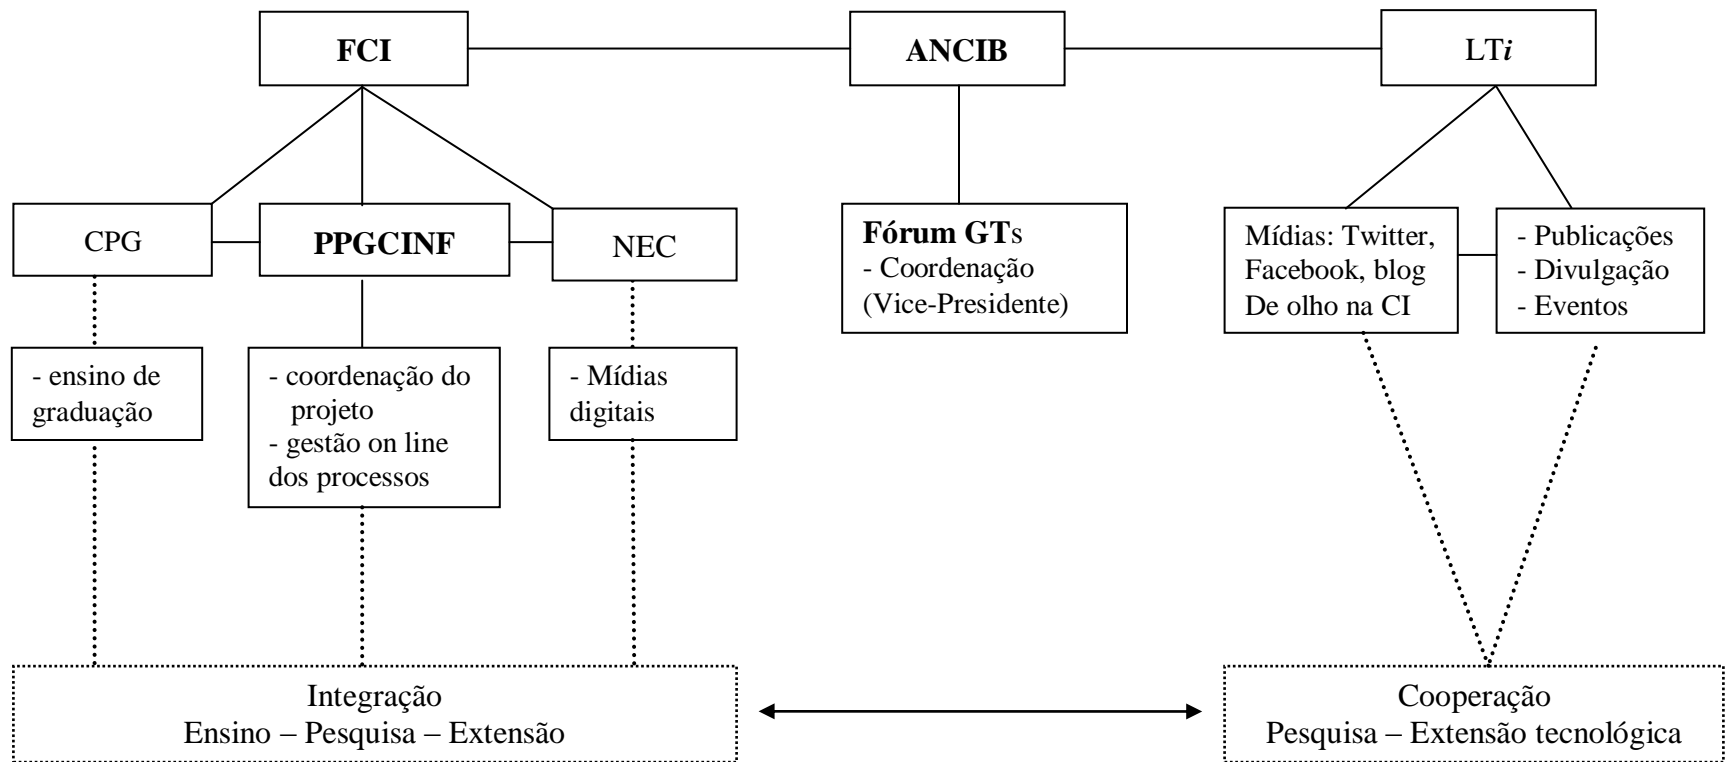 FCI
ANCIB
LTi
CPG
PPGCINF
NEC
Fórum GTs
- Coordenação
(Vice-Presidente)
Mídias: Twitter,
Facebook, blog
De olho na CI
- Publicações
- Divulgação
- Eventos
- ensino de
graduação
- coordenação do
projeto
- gestão on line
dos processos
- Mídias
digitais
Integração
Ensino – Pesquisa – Extensão
Cooperação
Pesquisa – Extensão tecnológica